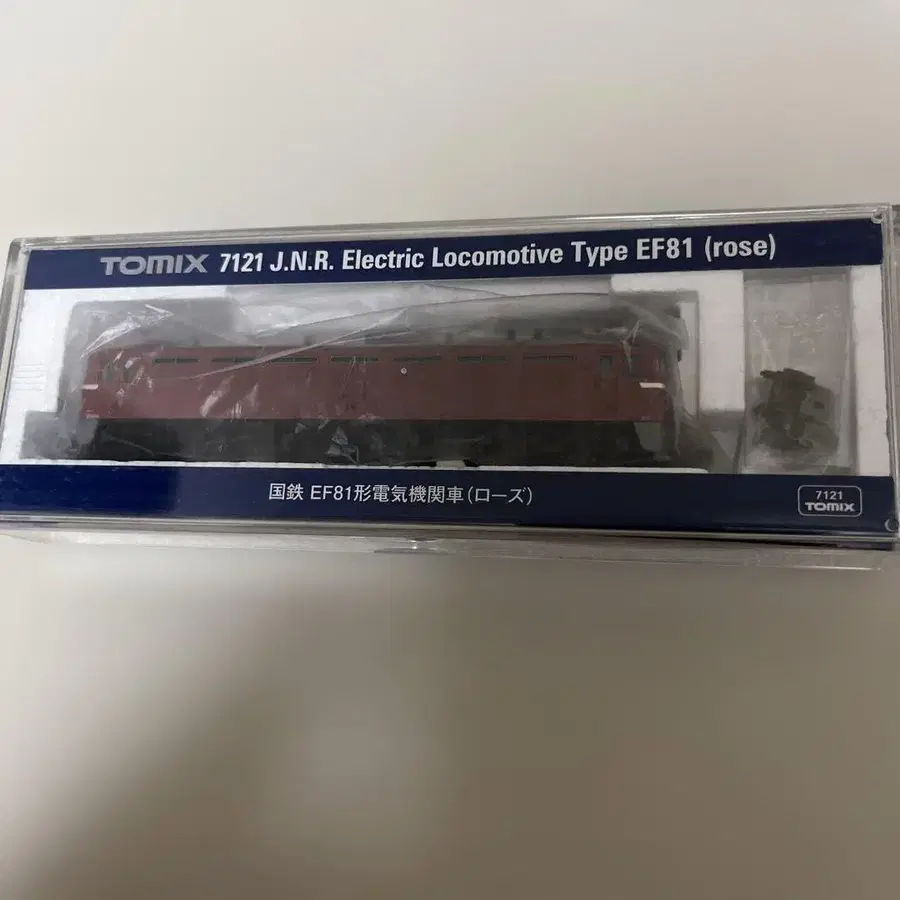 TOMIX 7121 J.N.R. Electric Locomotive Type EF81 (rose)
国鉄 EF81形電気機関車(ローズ)
7121
TOMIX